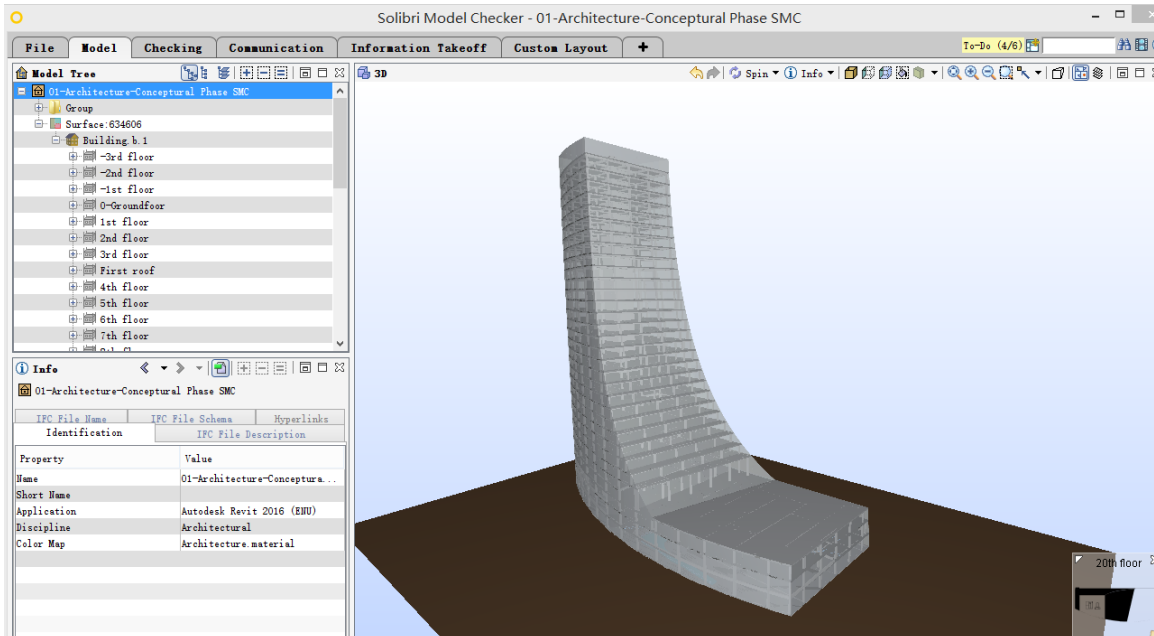 Solibri Model Checker - 01-Architecture-Conceptural Phase SMC
File Model Checking Communication Information Takeoff Custom Layout +
To-Do (4/6)
Model Tree
3D
Spin
Info
01-Architecture-Conceptural Phase SMC
Group
Surface:634606
Building.b.1
-3rd floor
-2nd floor
-1st floor
0-Groundfoor
1st floor
2nd floor
3rd floor
First roof
4th floor
5th floor
6th floor
7th floor
Info
01-Architecture-Conceptural Phase SMC
IFC File Name IFC File Schema Hyperlinks
Identification IFC File Description
Property Value
Name 01-Architecture-Conceptura...
Short Name
Application Autodesk Revit 2016 (ENU)
Discipline Architectural
Color Map Architecture.material
20th floor